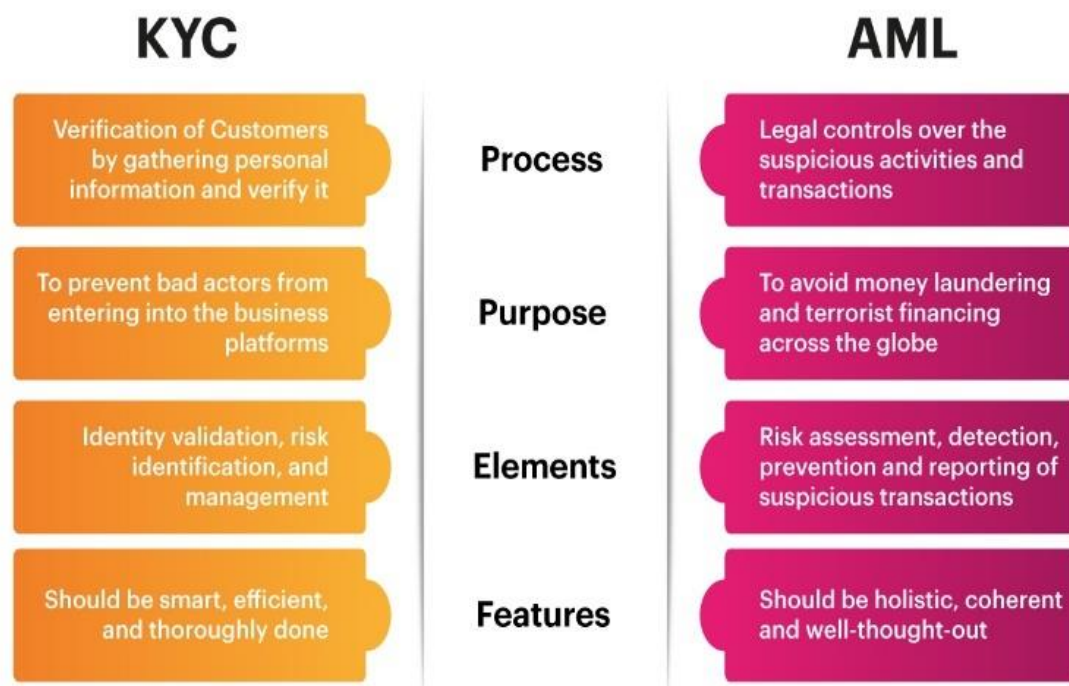 KYC
AML
Verification of Customers
by gathering personal
information and verify it
Process
Legal controls over the
suspicious activities and
transactions
To prevent bad actors from
entering into the business
platforms
Purpose
To avoid money laundering
and terrorist financing
across the globe
Identity validation, risk
identification, and
management
Elements
Risk assessment, detection,
prevention and reporting of
suspicious transactions
Should be smart, efficient,
and thoroughly done
Features
Should be holistic, coherent
and well-thought-out